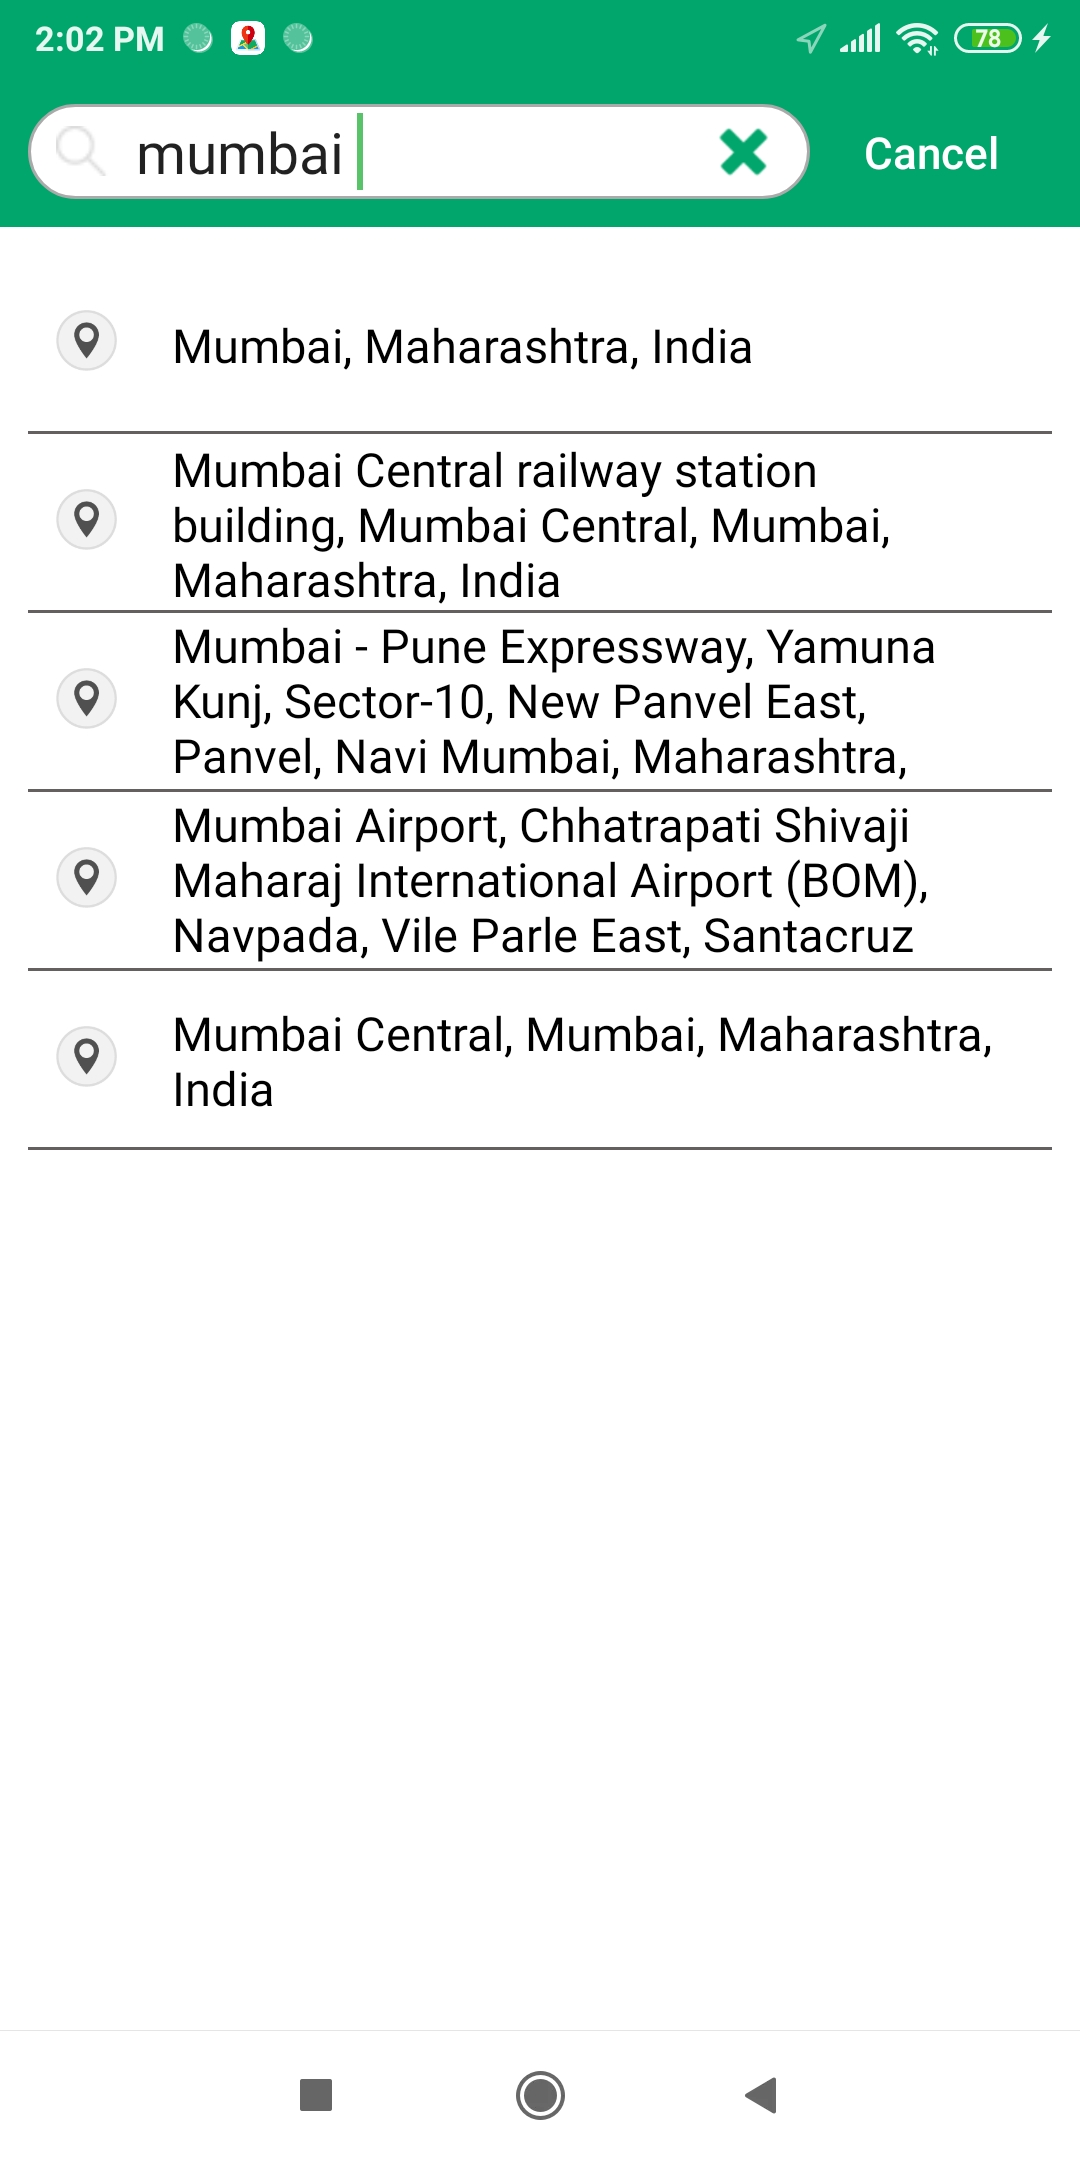 2:02 PM
78
mumbai
Cancel
Mumbai, Maharashtra, India
Mumbai Central railway station
building, Mumbai Central, Mumbai,
Maharashtra, India
Mumbai - Pune Expressway, Yamuna
Kunj, Sector-10, New Panvel East,
Panvel, Navi Mumbai, Maharashtra,
Mumbai Airport, Chhatrapati Shivaji
Maharaj International Airport (BOM),
Navpada, Vile Parle East, Santacruz
Mumbai Central, Mumbai, Maharashtra,
India